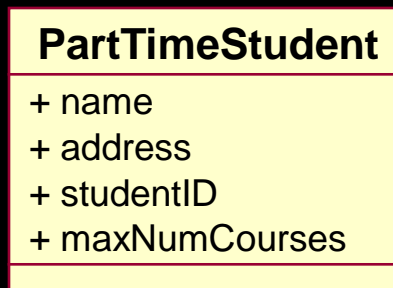 PartTimeStudent
+ name
+ address
+ studentID
+ maxNumCourses